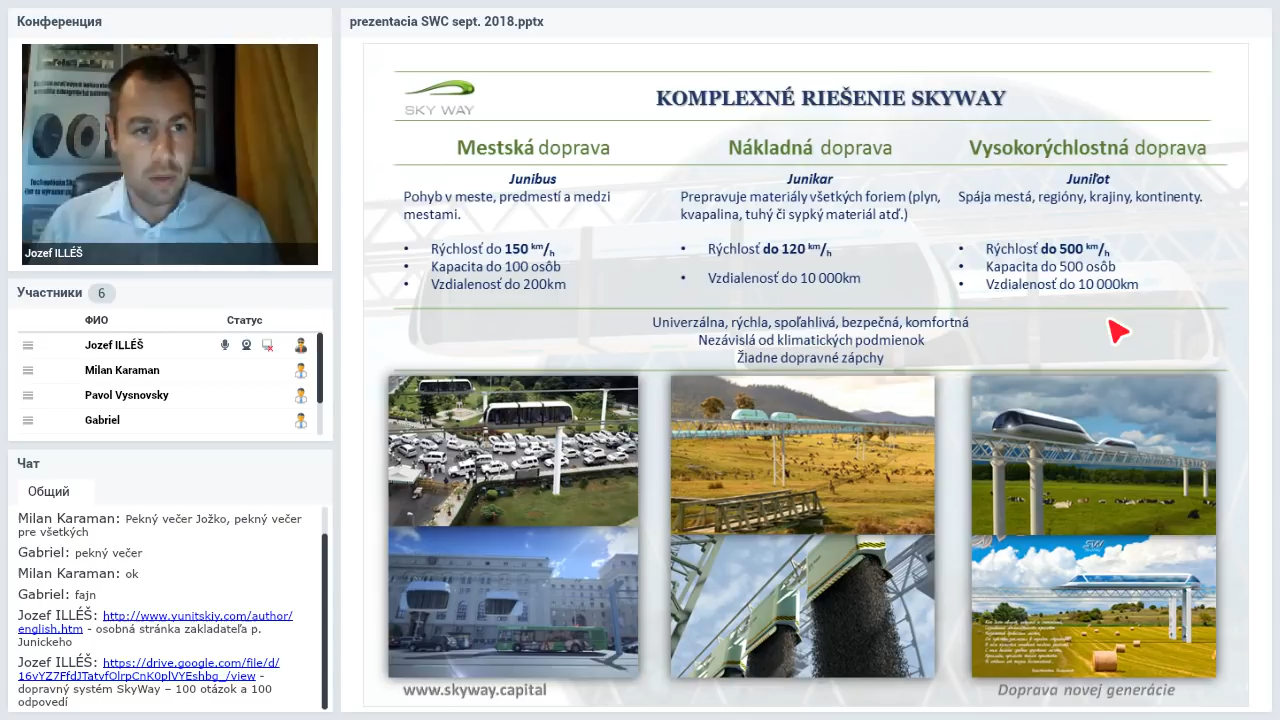 Конференция
Jozef ILLÉŠ
Участники 6
ФИО Статус
Jozef ILLÉŠ
Milan Karaman
Pavol Vysnovsky
Gabriel
Чат
Общий
Milan Karaman: Pekný večer Jožko, pekný večer
pre všetkých
Gabriel: pekný večer
Milan Karaman: ok
Gabriel: fajn
Jozef ILLÉŠ: http://www.yunitskiy.com/author/
english.htm - osobná stránka zakladateľa p.
Junickeho
Jozef ILLÉŠ: https://drive.google.com/file/d/
16vYZ7FfdJTatvfOlrpCnK0plVYEshbg_/view -
dopravný systém SkyWay – 100 otázok a 100
odpovedí
prezentacia SWC sept. 2018.pptx
SKY WAY
KOMPLEXNÉ RIEŠENIE SKYWAY
Mestská doprava
Junibus
Pohyb v meste, predmestí a medzi
mestami.
• Rýchlosť do 150 km/h
• Kapacita do 100 osôb
• Vzdialenosť do 200km
Nákladná doprava
Junikar
Prepravuje materiály všetkých foriem (plyn,
kvapalina, tuhý či sypký materiál atď.)
• Rýchlosť do 120 km/h
• Vzdialenosť do 10 000km
Vysokorýchlostná doprava
Juniľot
Spája mestá, regióny, krajiny, kontinenty.
• Rýchlosť do 500 km/h
• Kapacita do 500 osôb
• Vzdialenosť do 10 000km
Univerzálna, rýchla, spoľahlivá, bezpečná, komfortná
Nezávislá od klimatických podmienok
Žiadne dopravné zápchy
www.skyway.capital
Doprava novej generácie